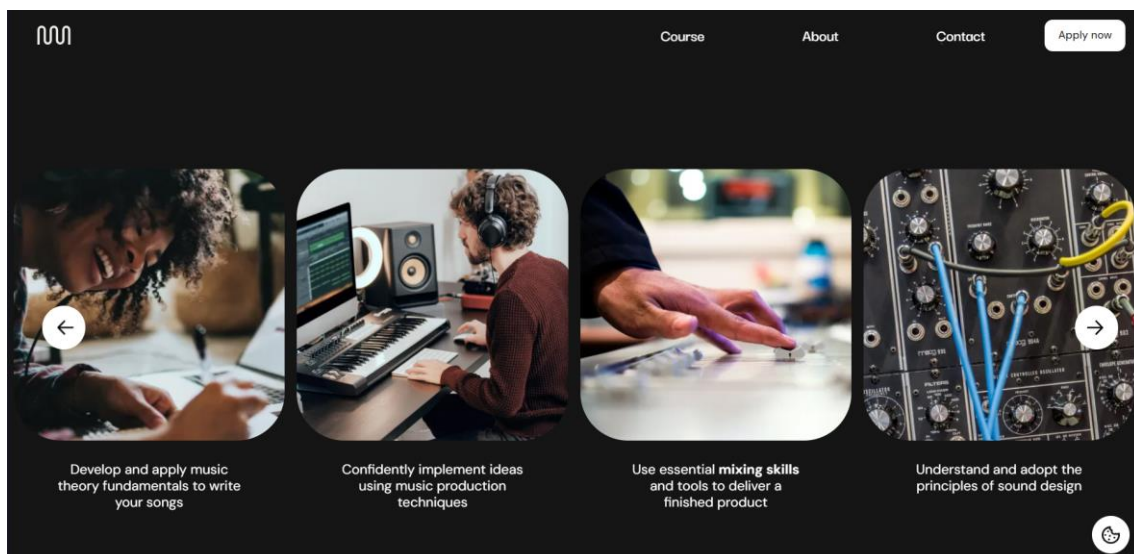 Course
About
Contact
Apply now
Develop and apply music
theory fundamentals to write
your songs
Confidently implement ideas
using music production
techniques
Use essential mixing skills
and tools to deliver a
finished product
Understand and adopt the
principles of sound design